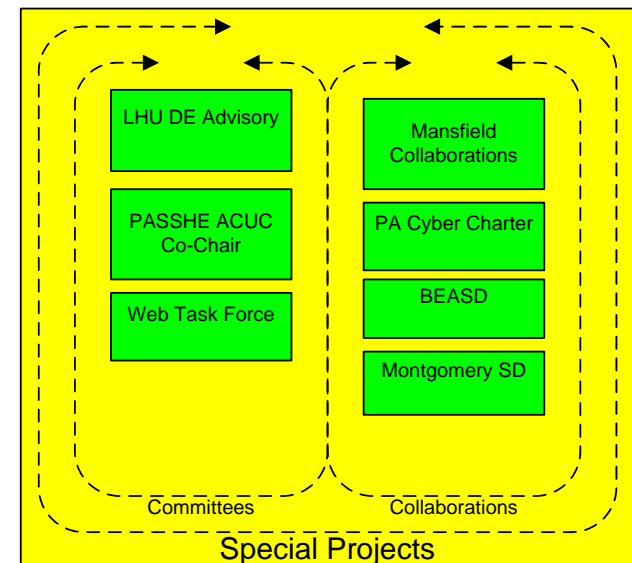 LHU DE Advisory
PASSHE ACUC
Co-Chair
Web Task Force
Committees
Mansfield
Collaborations
PA Cyber Charter
BEASD
Montgomery SD
Collaborations
Special Projects